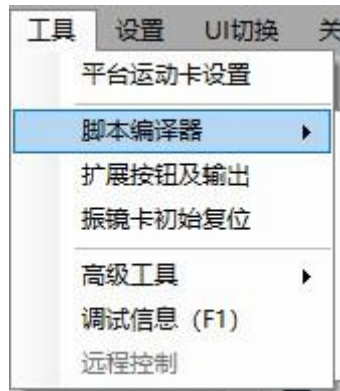 工具 设置 UI切换 关
平台运动卡设置
脚本编译器
扩展按钮及输出
振镜卡初始复位
高级工具
调试信息 (F1)
远程控制